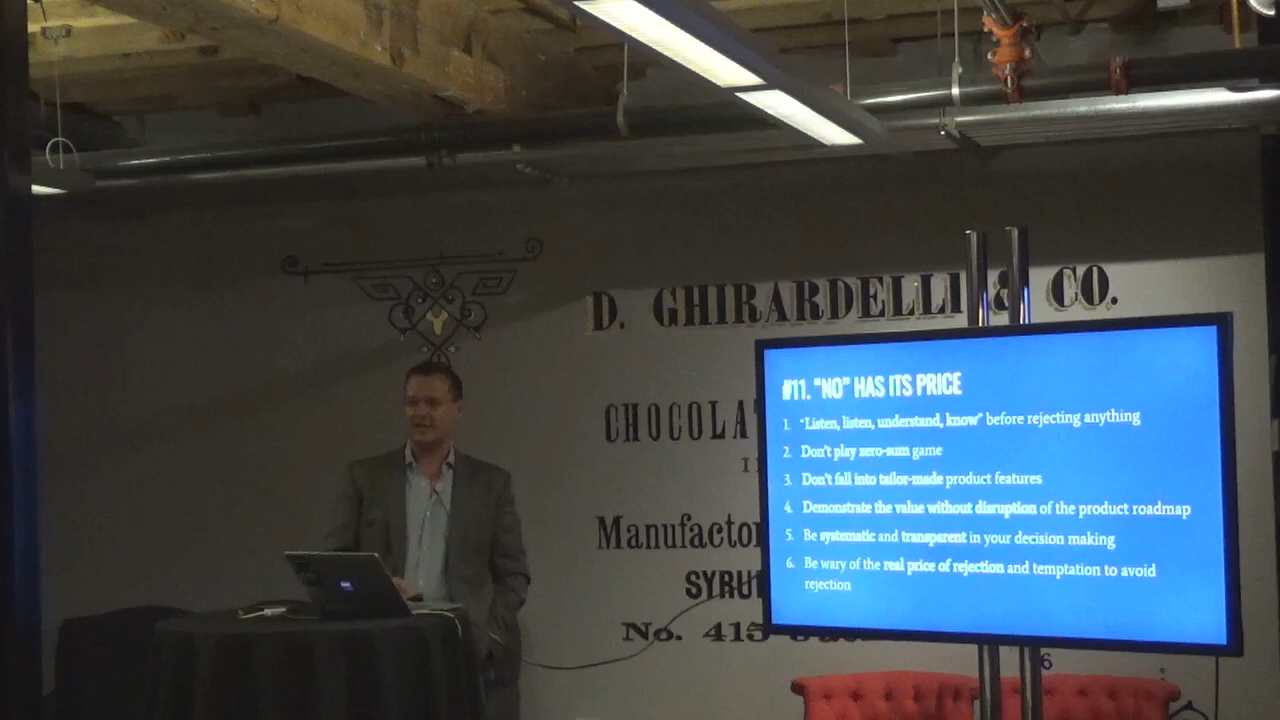 D. GHIRARDELLI & CO.
CHOCOLA
Manufacto
SYRU
No. 415
6
#11. "NO" HAS ITS PRICE
1. "Listen, listen, understand, know" before rejecting anything
2. Don't play zero-sum game
3. Don't fall into tailor-made product features
4. Demonstrate the value without disruption of the product roadmap
5. Be systematic and transparent in your decision making
6. Be wary of the real price of rejection and temptation to avoid
rejection